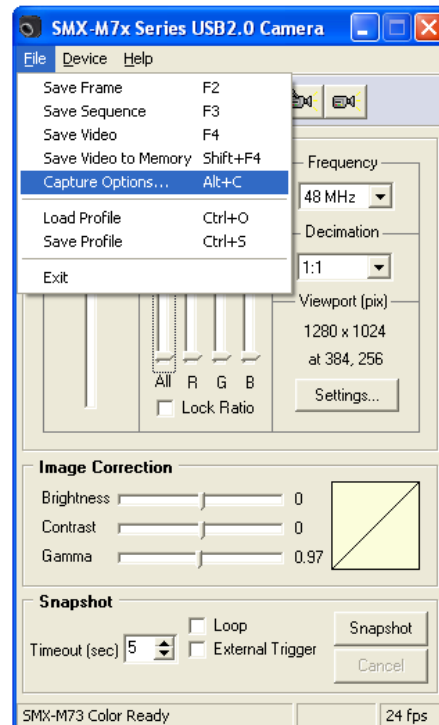 SMX-M7x Series USB2.0 Camera
File Device Help
Save Frame F2
Save Sequence F3
Save Video F4
Save Video to Memory Shift+F4
Capture Options... Alt+C
Load Profile Ctrl+O
Save Profile Ctrl+S
Exit
Frequency
48 MHz
Decimation
1:1
Viewport (pix)
1280 x 1024
at 384, 256
Settings...
All R G B
Lock Ratio
Image Correction
Brightness 0
Contrast 0
Gamma 0.97
Snapshot
Loop
Timeout (sec) 5
External Trigger
Snapshot
Cancel
SMX-M73 Color Ready 24 fps